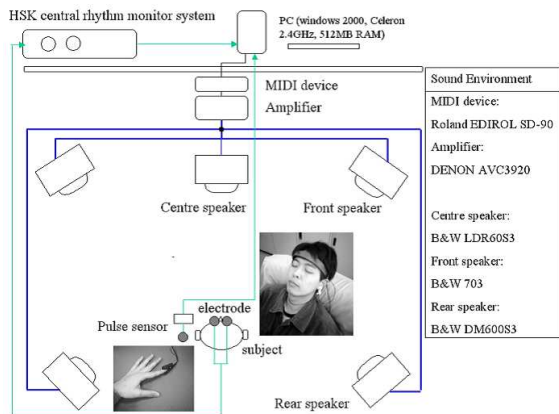 HSK central rhythm monitor system
PC (windows 2000, Celeron
2.4GHz, 512MB RAM)
MIDI device
Amplifier
Centre speaker
Front speaker
electrode
Pulse sensor
subject
Rear speaker
Sound Environment
MIDI device:
Roland EDIROL SD-90
Amplifier:
DENON AVC3920
Centre speaker:
B&W LDR60S3
Front speaker:
B&W 703
Rear speaker:
B&W DM600S3